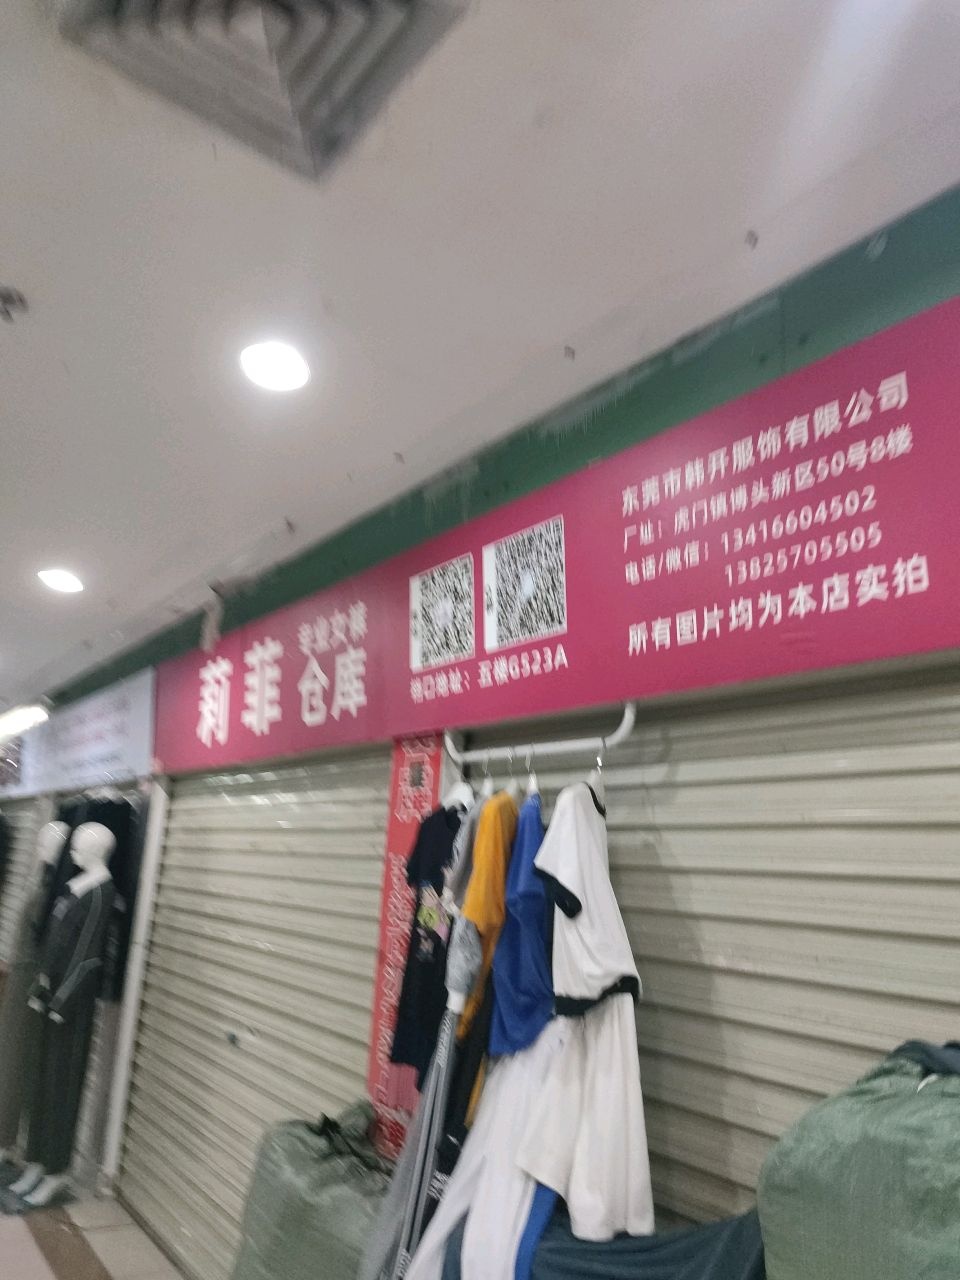 莉菲 专业女裤
仓库
档口地址：五楼G523A
东莞市韩开服饰有限公司
厂址：虎门镇博头新区50号8楼
电话/微信：13416604502
13825705505
所有图片均为本店实拍